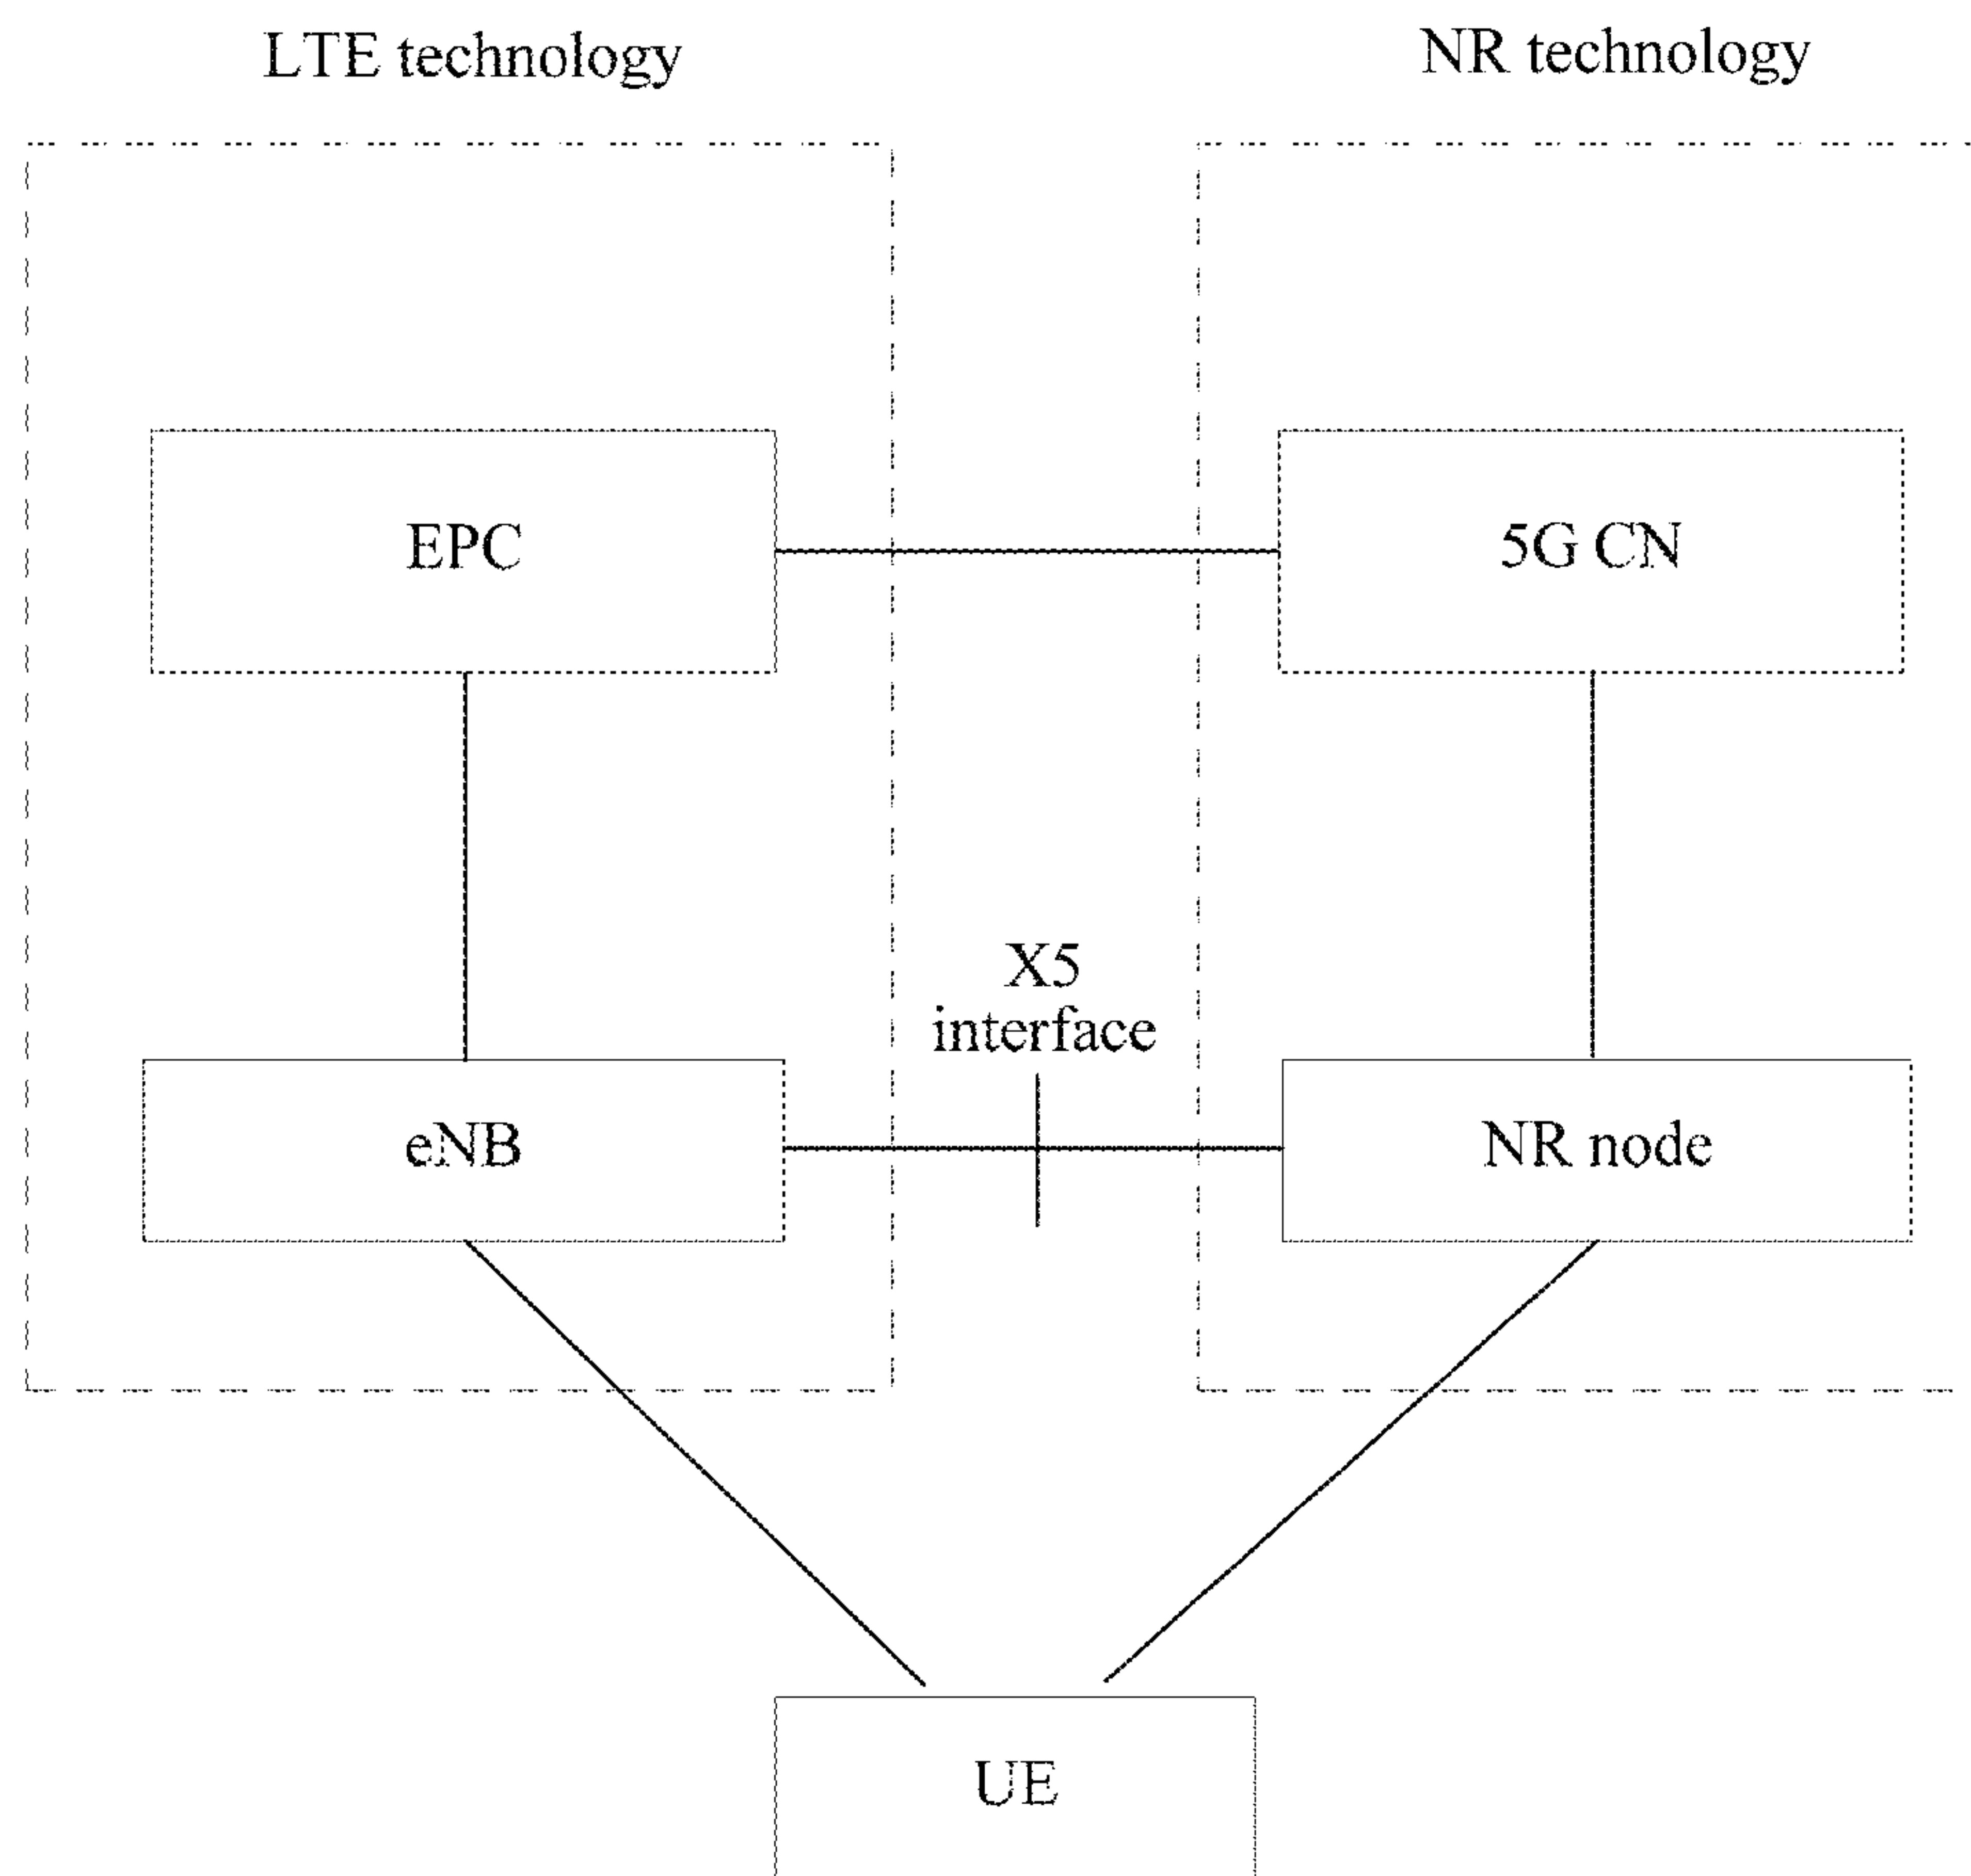 LTE technology
NR technology
EPC
5G CN
X5
interface
eNB
NR node
UE